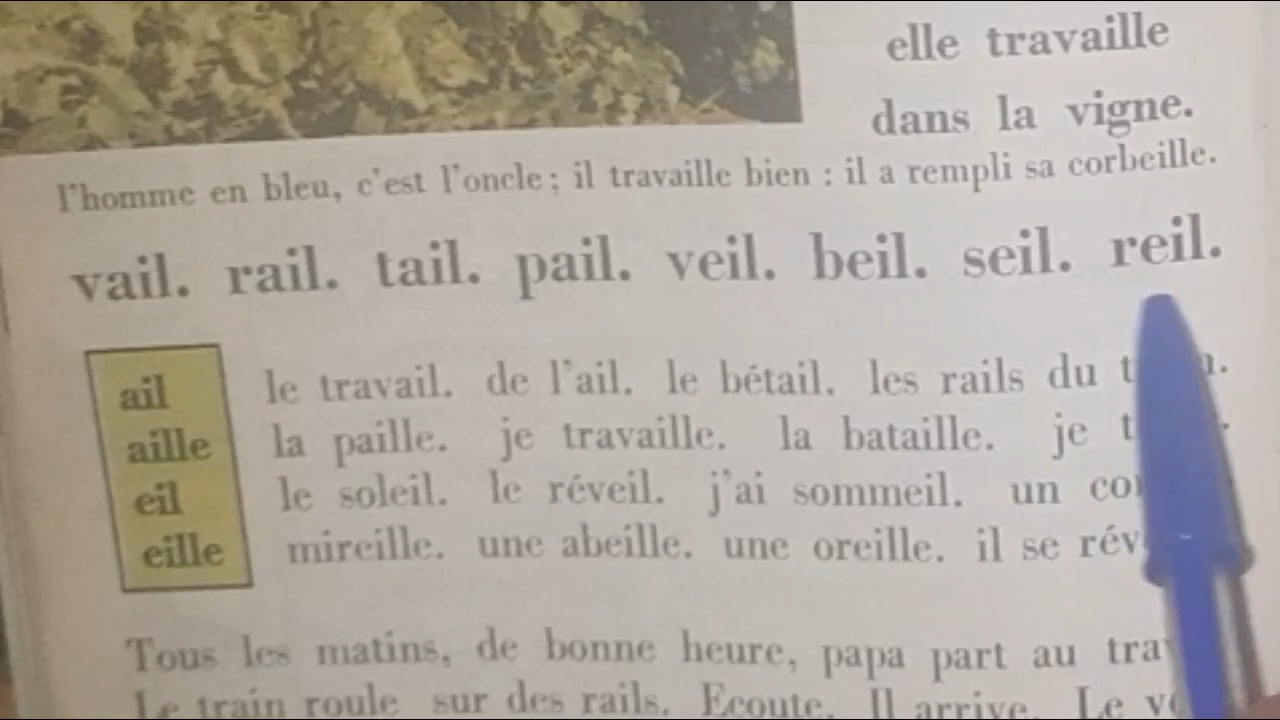 elle travaille
dans la vigne.
l'homme en bleu, c'est l'oncle; il travaille bien : il a rempli sa corbeille.
vail. rail. tail. pail. veil. beil. seil. reil.
ail le travail. de l'ail. le bétail. les rails du
aille la paille. je travaille. la bataille. je
eil le soleil. le réveil. j'ai sommeil. un
eille mireille. une abeille. une oreille. il se
Tous les matins, de bonne heure, papa part au
Le train roule sur des rails. Ecoute. Il arrive. Le